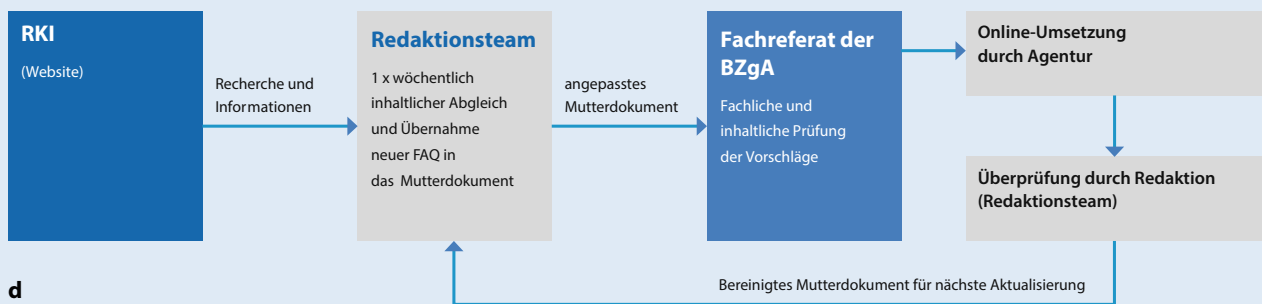 RKI
(Website)
Recherche und
Informationen
Redaktionsteam
1 x wöchentlich
inhaltlicher Abgleich
und Übernahme
neuer FAQ in
das Mutterdokument
angepasstes
Mutterdokument
Fachreferat der
BZgA
Fachliche und
inhaltliche Prüfung
der Vorschläge
Online-Umsetzung
durch Agentur
Überprüfung durch Redaktion
(Redaktionsteam)
Bereinigtes Mutterdokument für nächste Aktualisierung
d